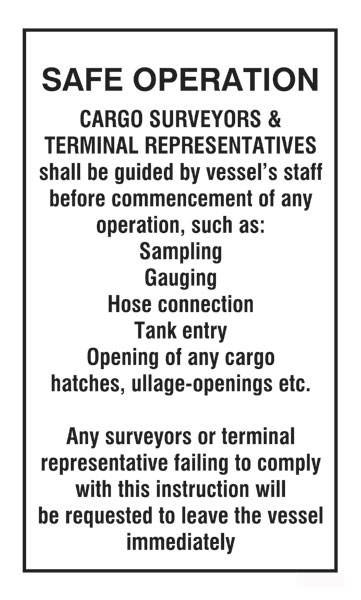 SAFE OPERATION
CARGO SURVEYORS &
TERMINAL REPRESENTATIVES
shall be guided by vessel's staff
before commencement of any
operation, such as:
Sampling
Gauging
Hose connection
Tank entry
Opening of any cargo
hatches, ullage-openings etc.
Any surveyors or terminal
representative failing to comply
with this instruction will
be requested to leave the vessel
immediately